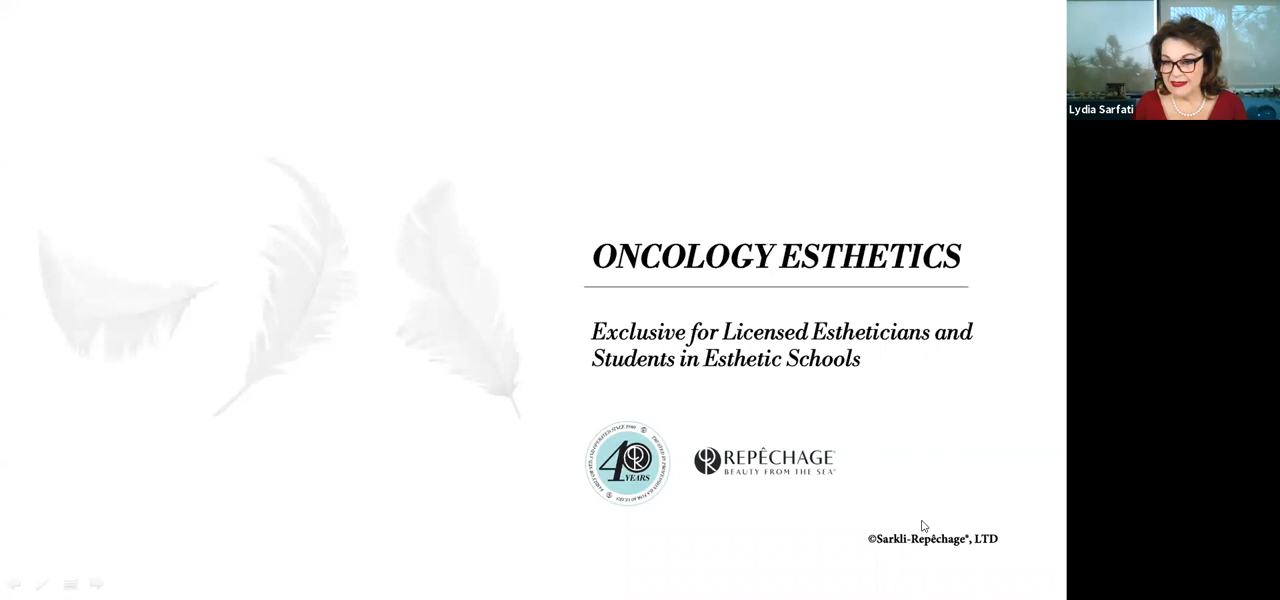 Lydia Sarfati
ONCOLOGY ESTHETICS
Exclusive for Licensed Estheticians and
Students in Esthetic Schools
40
YEARS
REPÊCHAGE®
BEAUTY FROM THE SEA®
©Sarkli-Repêchage®, LTD